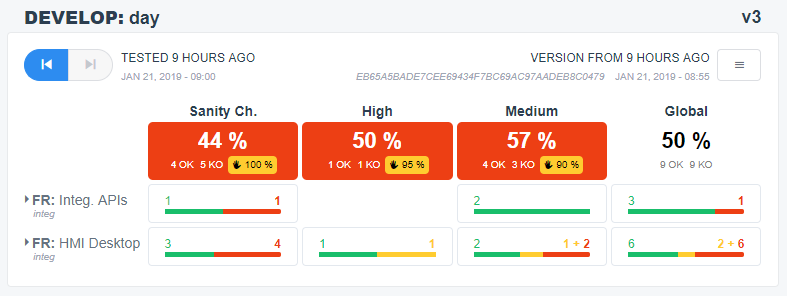 DEVELOP: day v3
TESTED 9 HOURS AGO VERSION FROM 9 HOURS AGO
JAN 21, 2019 - 09:00 EB65A5BADE7CEE69434F7BC69AC97AADEB8C0479 JAN 21, 2019 - 08:55
Sanity Ch. High Medium Global
44 % 50 % 57 % 50 %
4 OK 5 KO 100 % 1 OK 1 KO 95 % 4 OK 3 KO 90 % 9 OK 9 KO
FR: Integ. APIs 1 1 2 3 1
integ
FR: HMI Desktop 3 4 1 1 2 1 + 2 6 2 + 6
integ